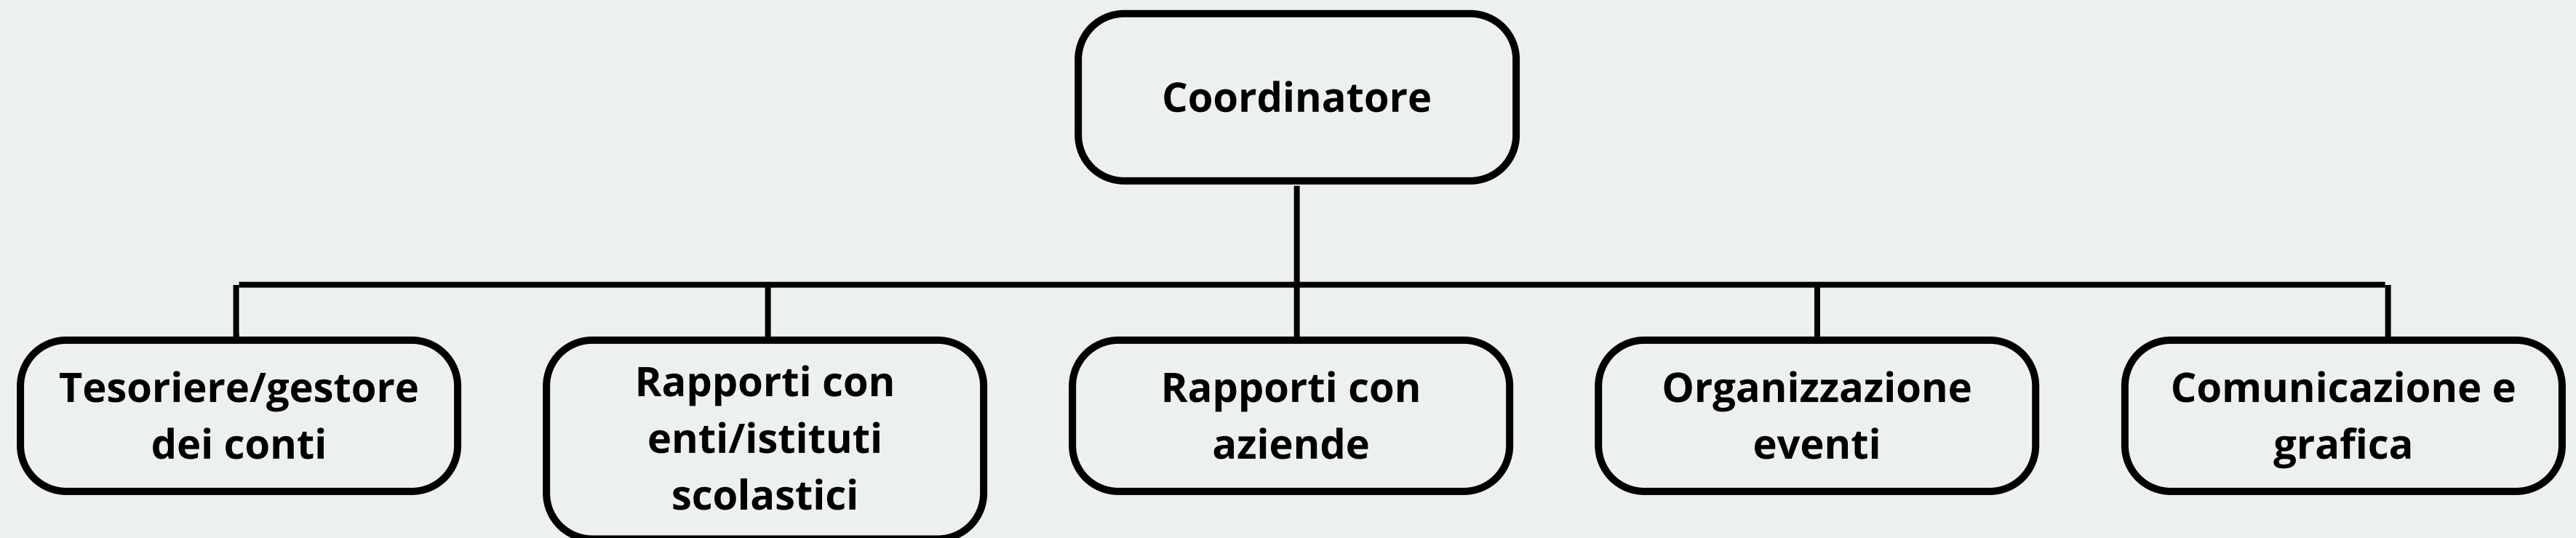 Coordinatore
Tesoriere/gestore
dei conti
Rapporti con
enti/istituti
scolastici
Rapporti con
aziende
Organizzazione
eventi
Comunicazione e
grafica